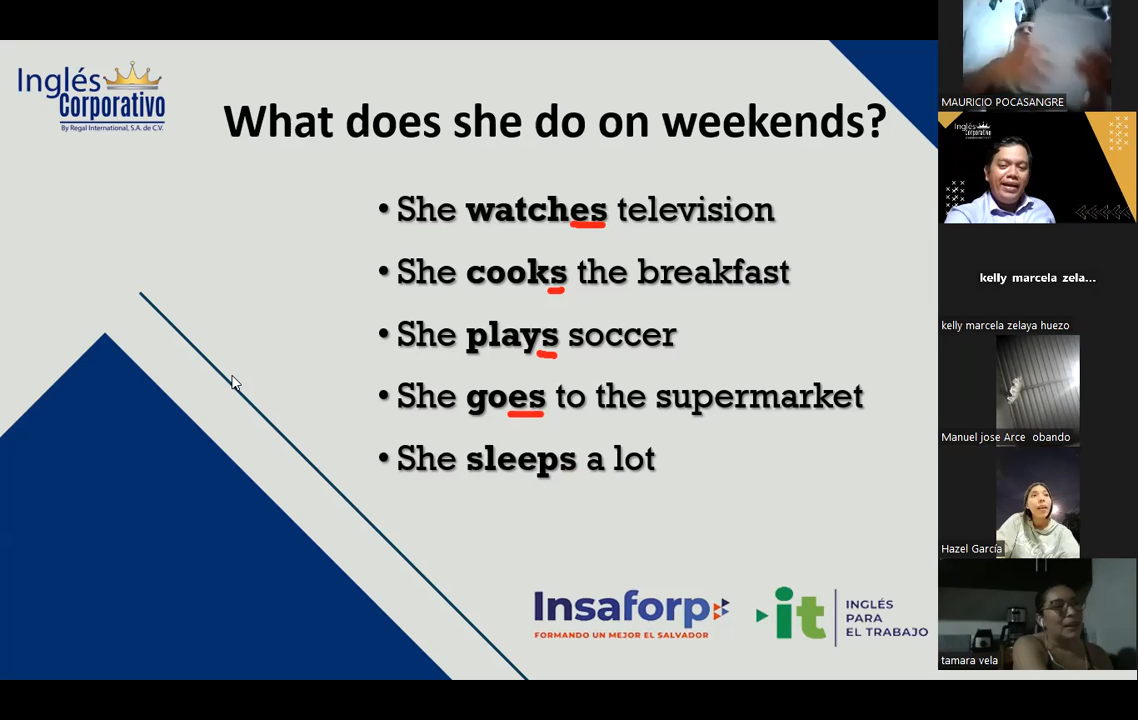 Inglés
Corporativo
By Regal International, S.A. de C.V.
What does she do on weekends?
• She watches television
• She cooks the breakfast
• She plays soccer
• She goes to the supermarket
• She sleeps a lot
Insaforp
FORMANDO UN MEJOR EL SALVADOR
it
INGLÉS
PARA
EL TRABAJO
MAURICIO POCASANGRE
Inglés
Corporativo
kelly marcela zela...
kelly marcela zelaya huezo
Manuel jose Arce obando
Hazel García
tamara vela